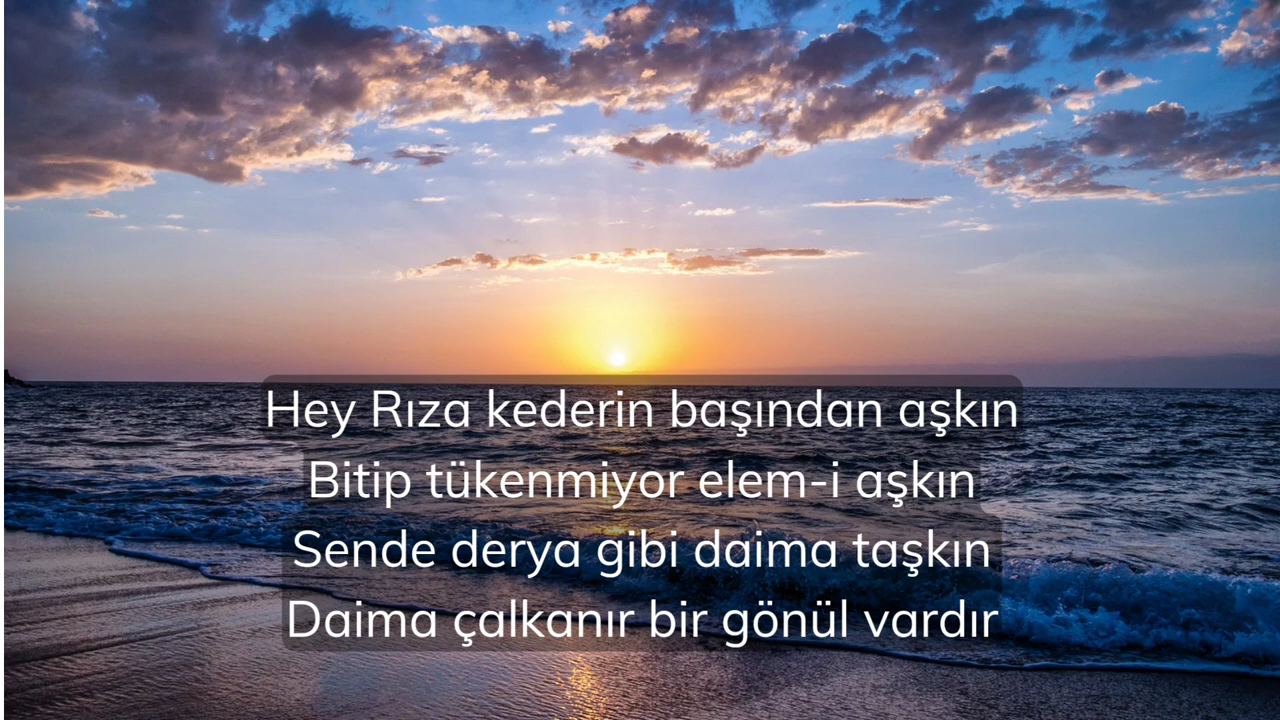 Hey Rıza kederin başından aşkın
Bitip tükenmiyor elem-i aşkın
Sende derya gibi daima taşkın
Daima çalkanır bir gönül vardır